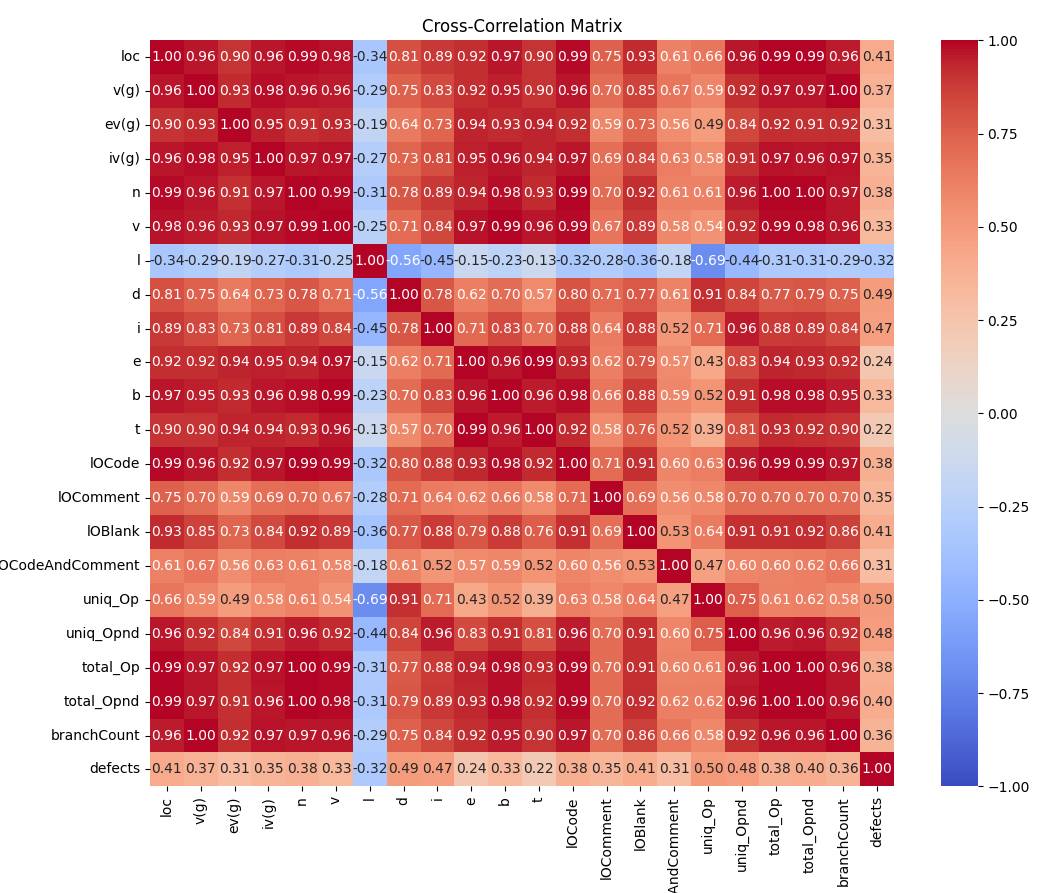 Cross-Correlation Matrix
loc 1.00 0.96 0.90 0.96 0.99 0.98 -0.34 0.81 0.89 0.92 0.97 0.90 0.99 0.75 0.93 0.61 0.66 0.96 0.99 0.99 0.96 0.41
v(g) 0.96 1.00 0.93 0.98 0.96 0.96 -0.29 0.75 0.83 0.92 0.95 0.90 0.96 0.70 0.85 0.67 0.59 0.92 0.97 0.97 1.00 0.37
ev(g) 0.90 0.93 1.00 0.95 0.91 0.93 -0.19 0.64 0.73 0.94 0.93 0.94 0.92 0.59 0.73 0.56 0.49 0.84 0.92 0.91 0.92 0.31
iv(g) 0.96 0.98 0.95 1.00 0.97 0.97 -0.27 0.73 0.81 0.95 0.96 0.94 0.97 0.69 0.84 0.63 0.58 0.91 0.97 0.96 0.97 0.35
n 0.99 0.96 0.91 0.97 1.00 0.99 -0.31 0.78 0.89 0.94 0.98 0.93 0.99 0.70 0.92 0.61 0.61 0.96 1.00 1.00 0.97 0.38
v 0.98 0.96 0.93 0.97 0.99 1.00 -0.25 0.71 0.84 0.97 0.99 0.96 0.99 0.67 0.89 0.58 0.54 0.92 0.99 0.98 0.96 0.33
l -0.34 -0.29 -0.19 -0.27 -0.31 -0.25 1.00 -0.56 -0.45 -0.15 -0.23 -0.13 -0.32 -0.28 -0.36 -0.18 -0.69 -0.44 -0.31 -0.31 -0.29 -0.32
d 0.81 0.75 0.64 0.73 0.78 0.71 -0.56 1.00 0.78 0.62 0.70 0.57 0.80 0.71 0.77 0.61 0.91 0.84 0.77 0.79 0.75 0.49
i 0.89 0.83 0.73 0.81 0.89 0.84 -0.45 0.78 1.00 0.71 0.83 0.70 0.88 0.64 0.88 0.52 0.71 0.96 0.88 0.89 0.84 0.47
e 0.92 0.92 0.94 0.95 0.94 0.97 -0.15 0.62 0.71 1.00 0.96 0.99 0.93 0.62 0.79 0.57 0.43 0.83 0.94 0.93 0.92 0.24
b 0.97 0.95 0.93 0.96 0.98 0.99 -0.23 0.70 0.83 0.96 1.00 0.96 0.98 0.66 0.88 0.59 0.52 0.91 0.98 0.98 0.95 0.33
t 0.90 0.90 0.94 0.94 0.93 0.96 -0.13 0.57 0.70 0.99 0.96 1.00 0.92 0.58 0.76 0.52 0.39 0.81 0.93 0.92 0.90 0.22
lOCode 0.99 0.96 0.92 0.97 0.99 0.99 -0.32 0.80 0.88 0.93 0.98 0.92 1.00 0.71 0.91 0.60 0.63 0.96 0.99 0.99 0.97 0.38
lOComment 0.75 0.70 0.59 0.69 0.70 0.67 -0.28 0.71 0.64 0.62 0.66 0.58 0.71 1.00 0.69 0.56 0.58 0.70 0.70 0.70 0.70 0.35
lOBlank 0.93 0.85 0.73 0.84 0.92 0.89 -0.36 0.77 0.88 0.79 0.88 0.76 0.91 0.69 1.00 0.53 0.64 0.91 0.91 0.92 0.86 0.41
OCodeAndComment 0.61 0.67 0.56 0.63 0.61 0.58 -0.18 0.61 0.52 0.57 0.59 0.52 0.60 0.56 0.53 1.00 0.47 0.60 0.60 0.62 0.66 0.31
uniq_Op 0.66 0.59 0.49 0.58 0.61 0.54 -0.69 0.91 0.71 0.43 0.52 0.39 0.63 0.58 0.64 0.47 1.00 0.75 0.61 0.62 0.58 0.50
uniq_Opnd 0.96 0.92 0.84 0.91 0.96 0.92 -0.44 0.84 0.96 0.83 0.91 0.81 0.96 0.70 0.91 0.60 0.75 1.00 0.96 0.96 0.92 0.48
total_Op 0.99 0.97 0.92 0.97 1.00 0.99 -0.31 0.77 0.88 0.94 0.98 0.93 0.99 0.70 0.91 0.60 0.61 0.96 1.00 1.00 0.96 0.38
total_Opnd 0.99 0.97 0.91 0.96 1.00 0.98 -0.31 0.79 0.89 0.93 0.98 0.92 0.99 0.70 0.92 0.62 0.62 0.96 1.00 1.00 0.96 0.40
branchCount 0.96 1.00 0.92 0.97 0.97 0.96 -0.29 0.75 0.84 0.92 0.95 0.90 0.97 0.70 0.86 0.66 0.58 0.92 0.96 0.96 1.00 0.36
defects 0.41 0.37 0.31 0.35 0.38 0.33 -0.32 0.49 0.47 0.24 0.33 0.22 0.38 0.35 0.41 0.31 0.50 0.48 0.38 0.40 0.36 1.00
loc v(g) ev(g) iv(g) n v l d i e b t lOCode lOComment lOBlank AndComment uniq_Op uniq_Opnd total_Op total_Opnd branchCount defects
1.00
0.75
0.50
0.25
0.00
−0.25
−0.50
−0.75
−1.00